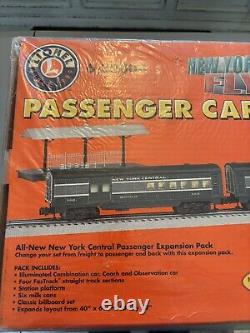 LIONEL
NEW YOR
FLY
PASSENGER CAR
NEW YORK CENTRAL
All-New New York Central Passenger Expansion Pack
Change your set from freight to passenger and back with this expansion pack.
PACK INCLUDES:
• Illuminated Combination car, Coach and Observation car
• Four FasTrack straight track sections
• Station platform
• Six milk cans
• Classic billboard set
• Expands layout from 40" x